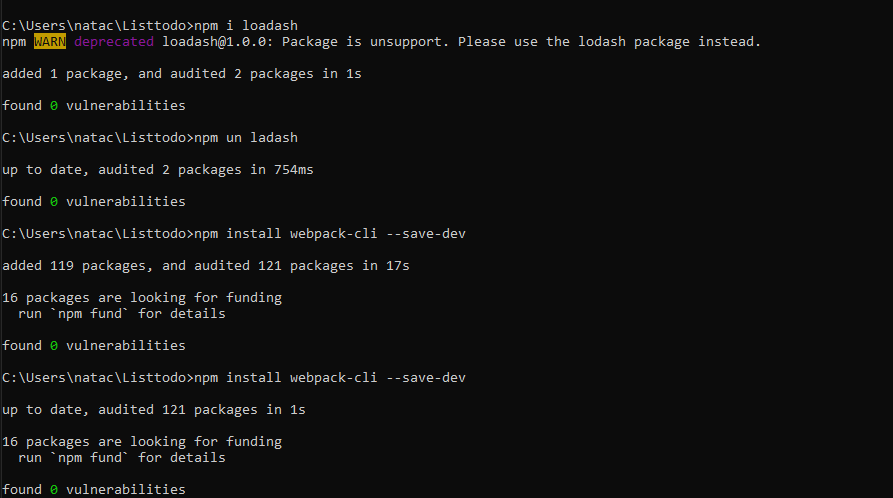 C:\Users\natac\Listtodo>npm i loadash
npm WARN deprecated loadash@1.0.0: Package is unsupport. Please use the lodash package instead.
added 1 package, and audited 2 packages in 1s
found 0 vulnerabilities
C:\Users\natac\Listtodo>npm un ladash
up to date, audited 2 packages in 754ms
found 0 vulnerabilities
C:\Users\natac\Listtodo>npm install webpack-cli --save-dev
added 119 packages, and audited 121 packages in 17s
16 packages are looking for funding
  run `npm fund` for details
found 0 vulnerabilities
C:\Users\natac\Listtodo>npm install webpack-cli --save-dev
up to date, audited 121 packages in 1s
16 packages are looking for funding
  run `npm fund` for details
found 0 vulnerabilities